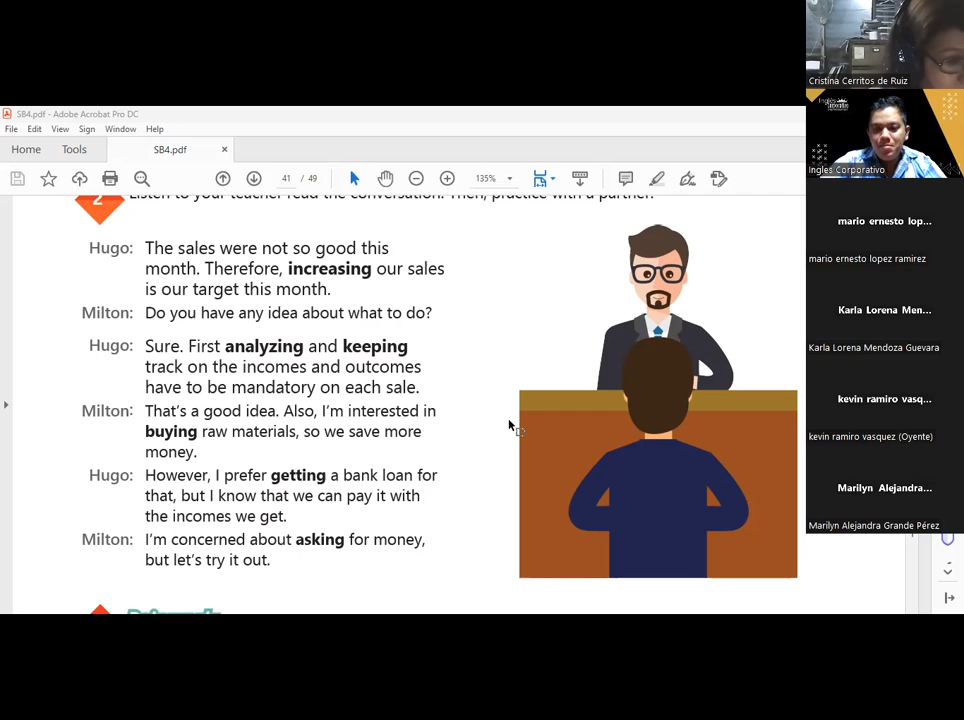 Cristina Cerritos de Ruiz
SB4.pdf - Adobe Acrobat Pro DC
File Edit View Sign Window Help
Home Tools SB4.pdf ×
41 / 49 135%
2 Listen to your teacher read the conversation. Then, practice with a partner.
Hugo: The sales were not so good this
month. Therefore, increasing our sales
is our target this month.
Milton: Do you have any idea about what to do?
Hugo: Sure. First analyzing and keeping
track on the incomes and outcomes
have to be mandatory on each sale.
Milton: That's a good idea. Also, I'm interested in
buying raw materials, so we save more
money.
Hugo: However, I prefer getting a bank loan for
that, but I know that we can pay it with
the incomes we get.
Milton: I'm concerned about asking for money,
but let's try it out.
Inglés
Ingles Corporativo
mario ernesto lop...
mario ernesto lopez ramirez
Karla Lorena Men...
Karla Lorena Mendoza Guevara
kevin ramiro vasq...
kevin ramiro vasquez (Oyente)
Marilyn Alejandra...
Marilyn Alejandra Grande Pérez